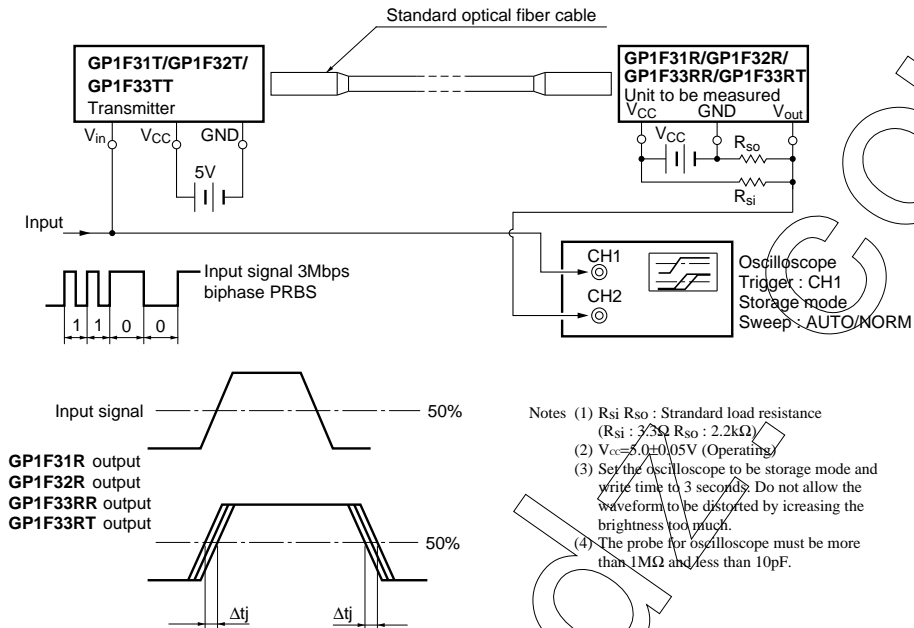 Standard optical fiber cable
GP1F31T/GP1F32T/
GP1F33TT
Transmitter
Vin VCC GND
5V
GP1F31R/GP1F32R/
GP1F33RR/GP1F33RT
Unit to be measured
VCC GND Vout
VCC
Rso
Rsi
Input
Input signal 3Mbps
biphase PRBS
1 1 0 0
CH1
CH2
Oscilloscope
Trigger : CH1
Storage mode
Sweep : AUTO/NORM
Input signal
50%
GP1F31R output
GP1F32R output
GP1F33RR output
GP1F33RT output
50%
Δtj Δtj
Notes (1) RSi RSo : Strandard load resistance
(RSi : 3.3Ω RSo : 2.2kΩ)
(2) Vcc=5.0±0.05V (Operating)
(3) Set the oscilloscope to be storage mode and
write time to 3 seconds. Do not allow the
waveform to be distorted by icreasing the
brightness too much.
(4) The probe for oscilloscope must be more
than 1MΩ and less than 10pF.